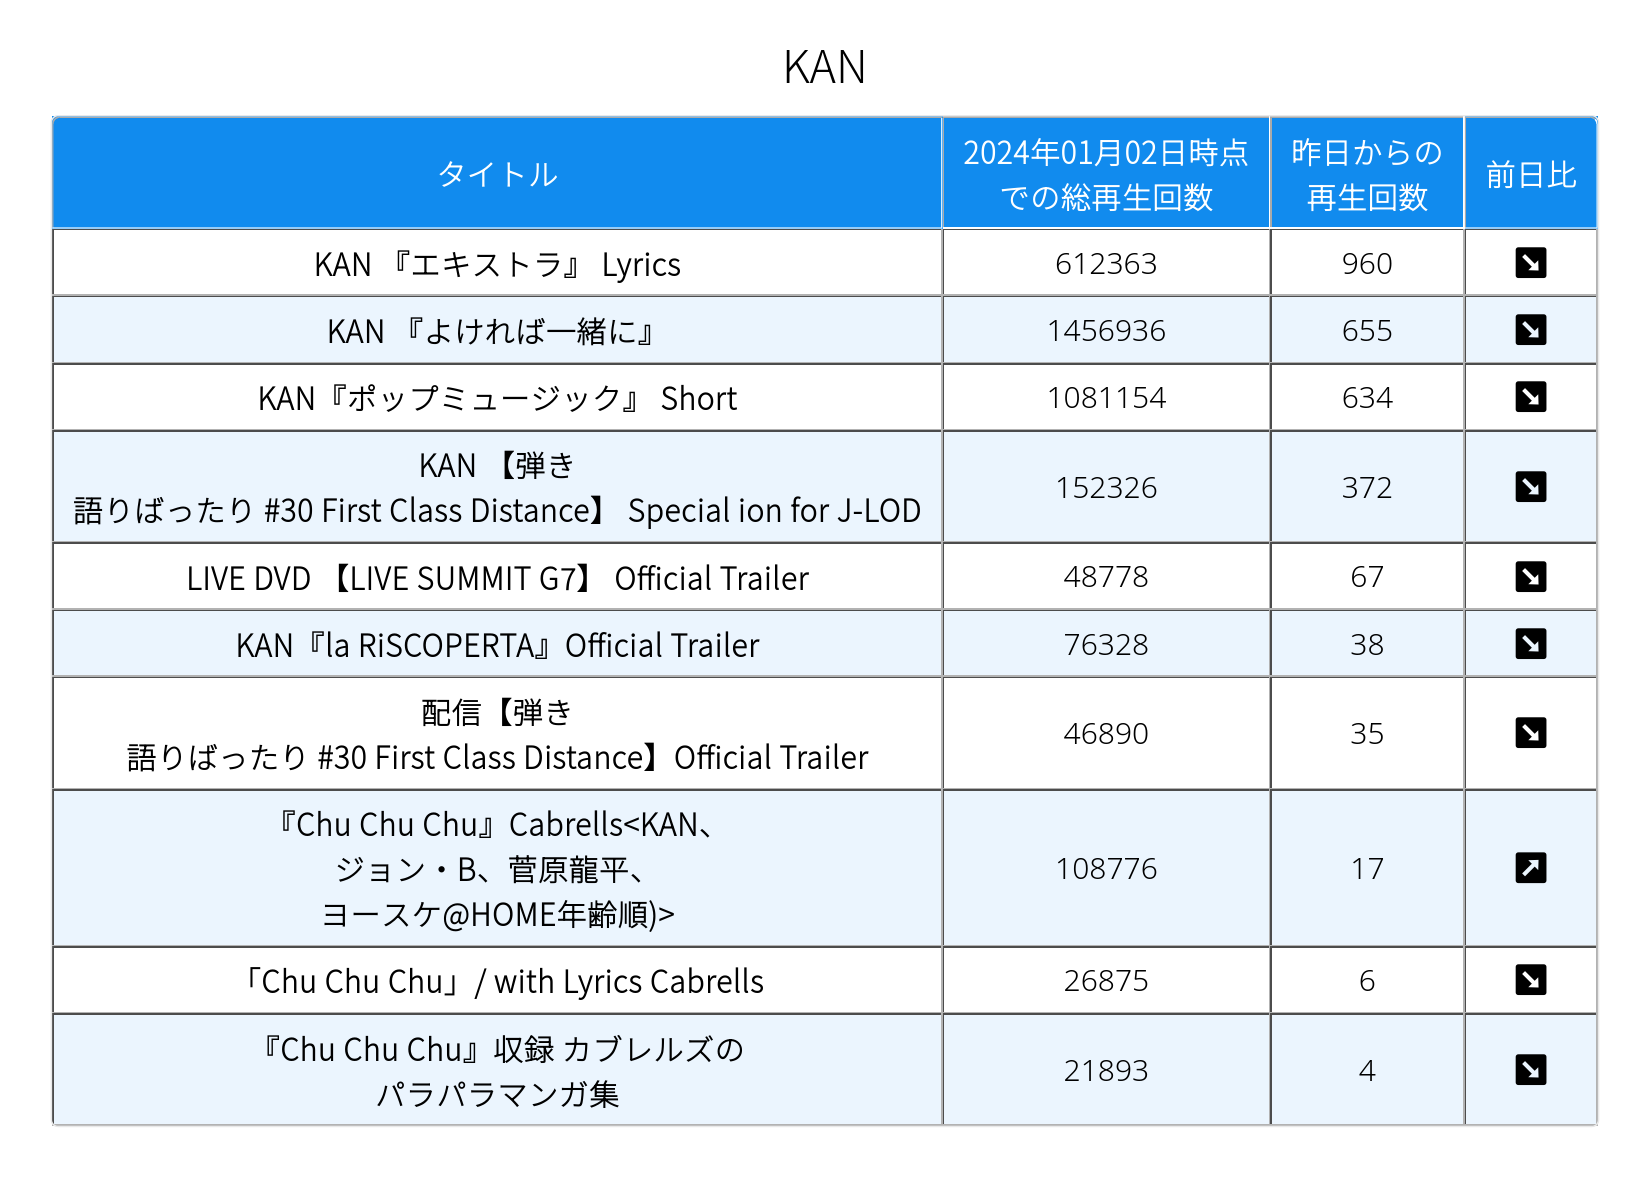 KAN
タイトル
2024年01月02日時点
での総再生回数
昨日からの
再生回数
前日比
KAN 『エキストラ』 Lyrics
612363
960
KAN 『よければ一緒に』
1456936
655
KAN『ポップミュージック』 Short
1081154
634
KAN 【弾き
語りばったり #30 First Class Distance】 Special ion for J-LOD
152326
372
LIVE DVD 【LIVE SUMMIT G7】 Official Trailer
48778
67
KAN『la RiSCOPERTA』Official Trailer
76328
38
配信【弾き
語りばったり #30 First Class Distance】Official Trailer
46890
35
『Chu Chu Chu』Cabrells<KAN、
ジョン・B、菅原龍平、
ヨースケ@HOME年齢順)>
108776
17
「Chu Chu Chu」/ with Lyrics Cabrells
26875
6
『Chu Chu Chu』収録 カブレルズの
パラパラマンガ集
21893
4